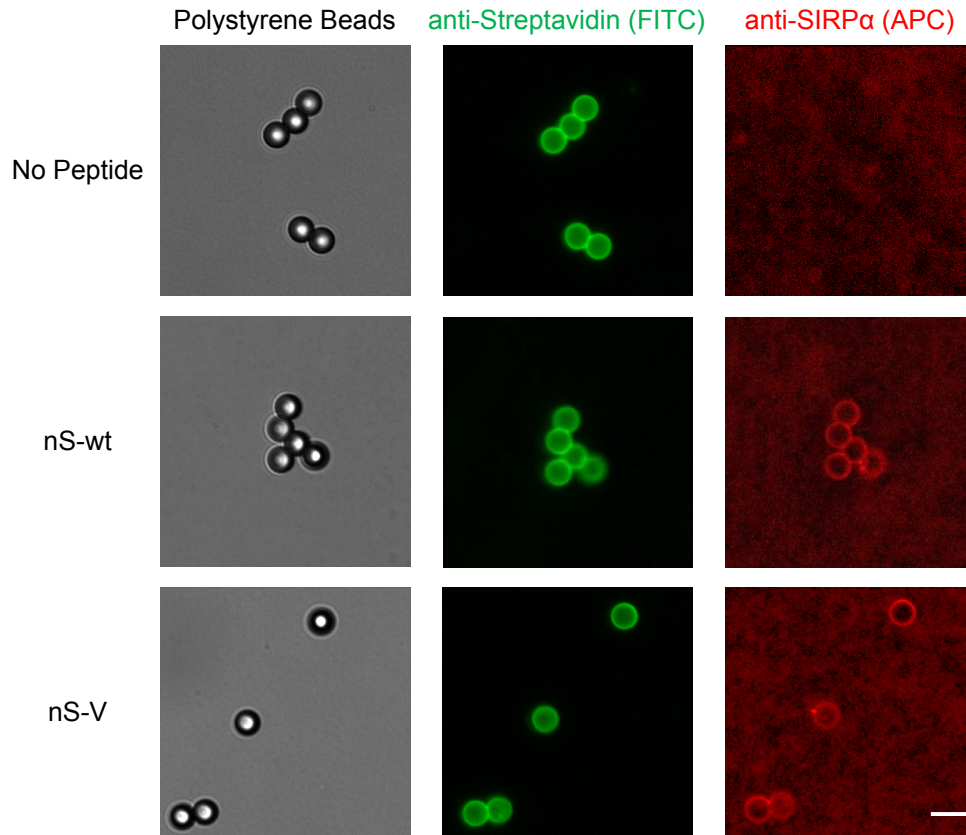 Polystyrene Beads
anti-Streptavidin (FITC)
anti-SIRPα (APC)
No Peptide
nS-wt
nS-V